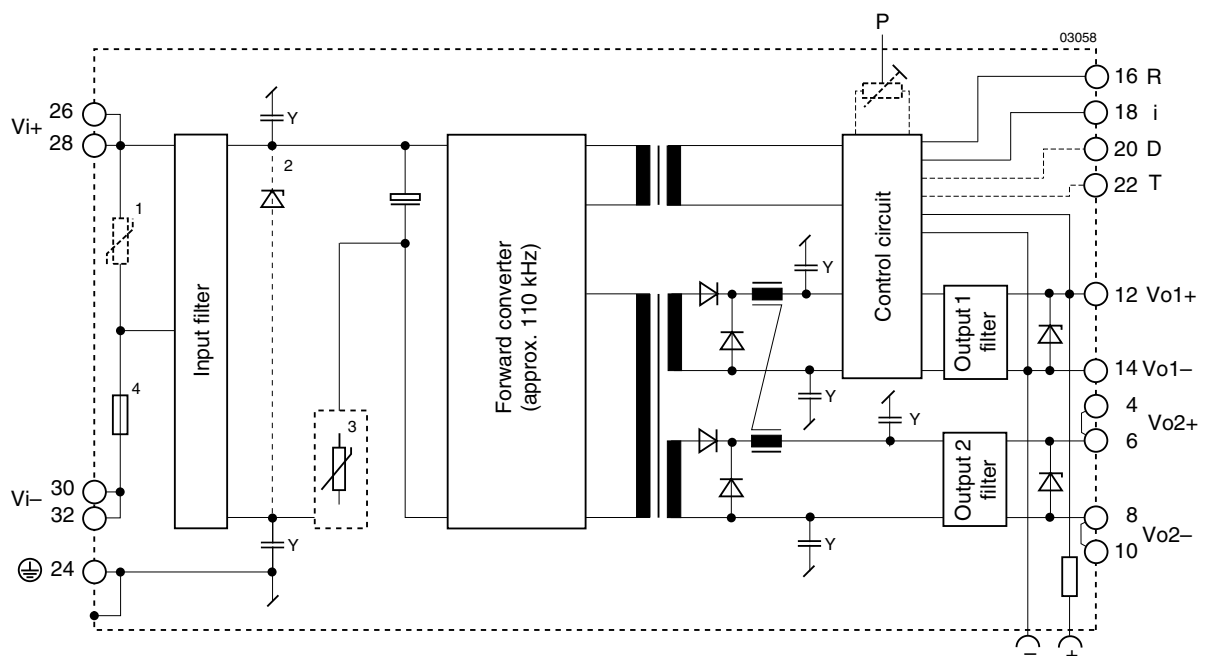 P
03058
16 R
18 i
20 D
22 T
26
Vi+
28
Y
2
1
Input filter
4
3
Forward converter
(approx. 110 kHz)
Control circuit
Y
Output 1
filter
12 Vo1+
14 Vo1–
Y
Y
4
Vo2+
6
Output 2
filter
30
Vi–
32
8
Vo2–
10
Y
Y
24
–
+